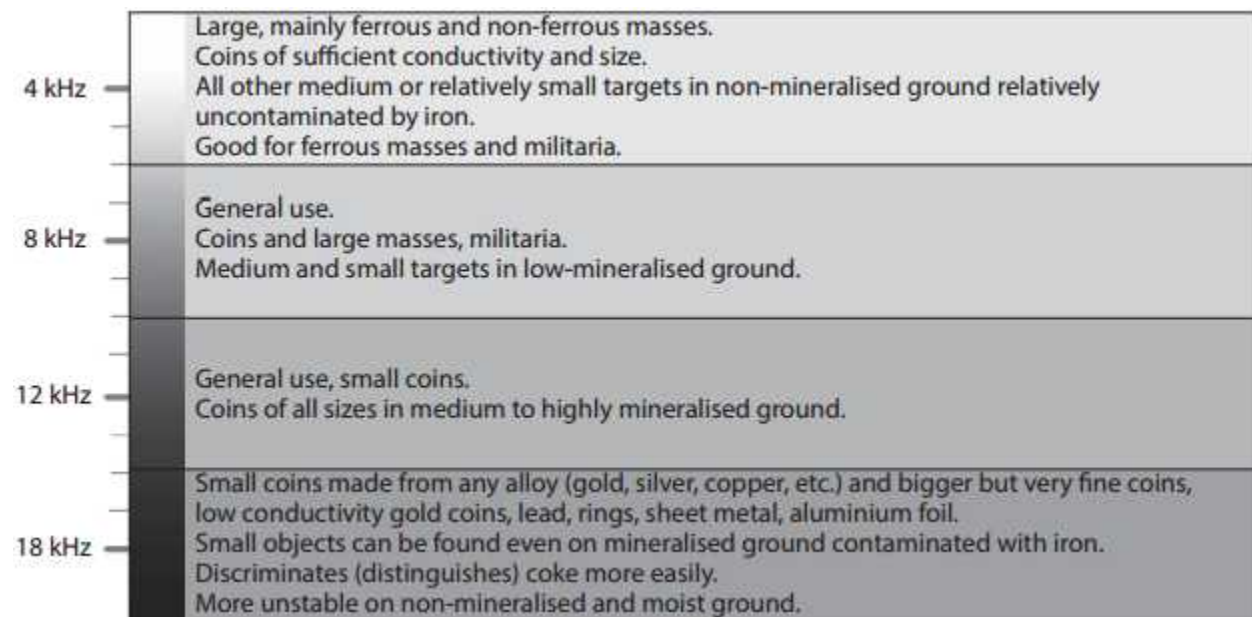 Large, mainly ferrous and non-ferrous masses.
Coins of sufficient conductivity and size.
4 kHz
All other medium or relatively small targets in non-mineralised ground relatively
uncontaminated by iron.
Good for ferrous masses and militaria.
General use.
8 kHz
Coins and large masses, militaria.
Medium and small targets in low-mineralised ground.
General use, small coins.
12 kHz
Coins of all sizes in medium to highly mineralised ground.
Small coins made from any alloy (gold, silver, copper, etc.) and bigger but very fine coins,
low conductivity gold coins, lead, rings, sheet metal, aluminium foil.
18 kHz
Small objects can be found even on mineralised ground contaminated with iron.
Discriminates (distinguishes) coke more easily.
More unstable on non-mineralised and moist ground.